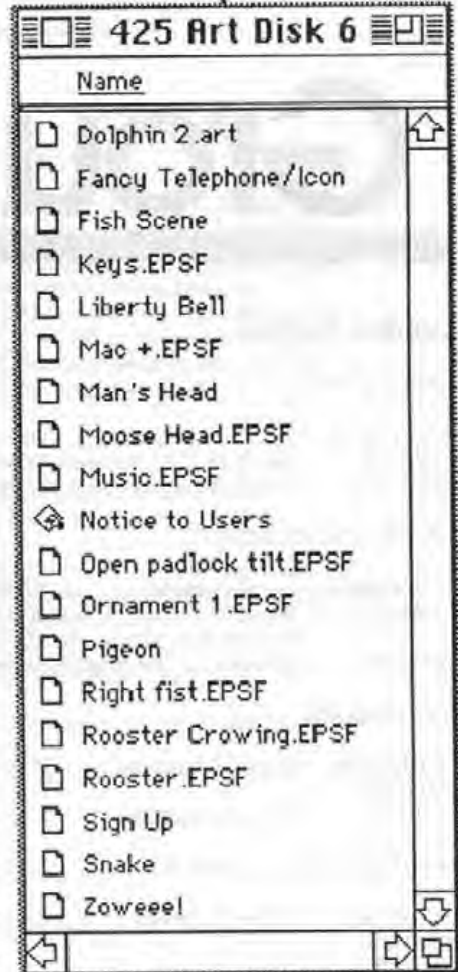 425 Art Disk 6
Name
Dolphin 2.art
Fancy Telephone/Icon
Fish Scene
Keys.EPSF
Liberty Bell
Mac +.EPSF
Man's Head
Moose Head.EPSF
Music.EPSF
Notice to Users
Open padlock tilt.EPSF
Ornament 1.EPSF
Pigeon
Right fist.EPSF
Rooster Crowing.EPSF
Rooster.EPSF
Sign Up
Snake
Zoweee!